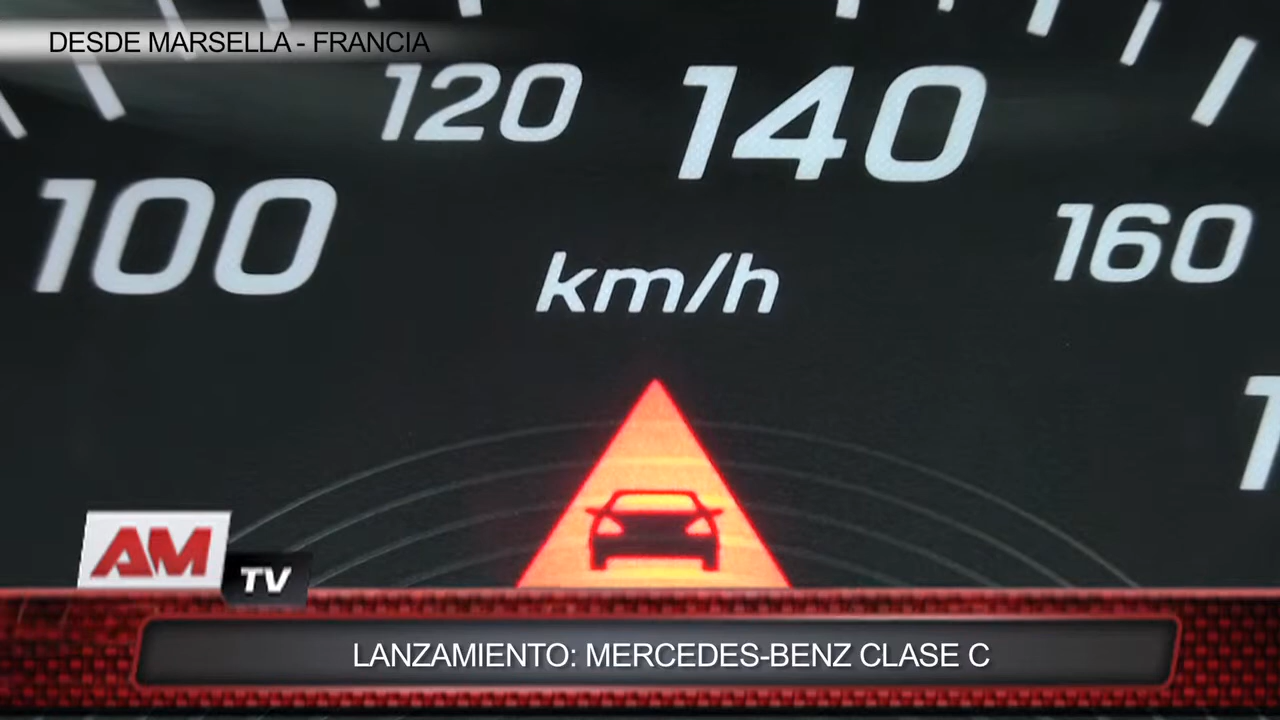 DESDE MARSELLA - FRANCIA
120
140
100
160
km/h
AM
TV
LANZAMIENTO: MERCEDES-BENZ CLASE C